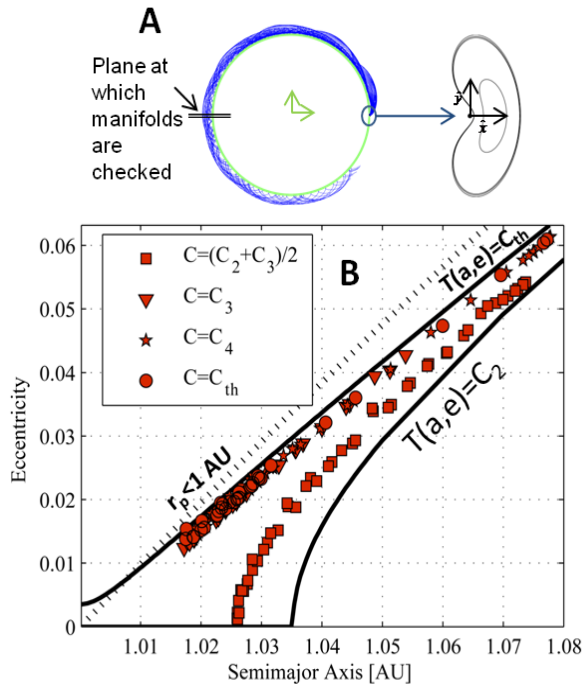 A
Plane at
which
manifolds
are
checked
ŷ
x̂
B
0.06
0.05
0.04
0.03
0.02
0.01
0
Eccentricity
C=(C₂+C₃)/2
C=C₃
C=C₄
C=Cₜₕ
T(a,e)=Cₜₕ
T(a,e)=C₂
rₚ<1 AU
1.01 1.02 1.03 1.04 1.05 1.06 1.07 1.08
Semimajor Axis [AU]